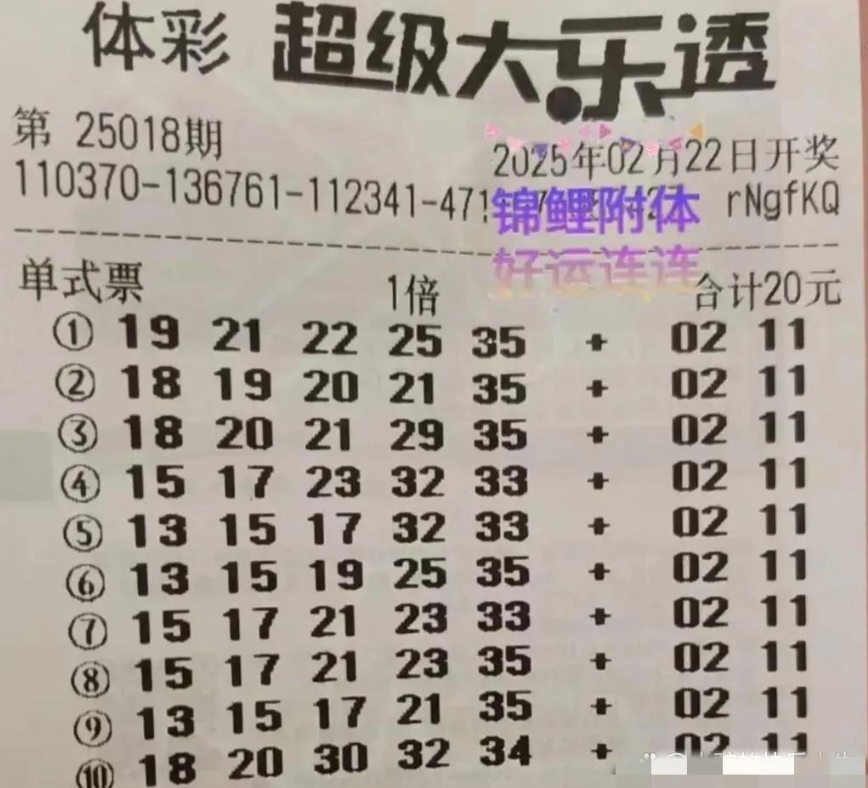 体彩 超级大乐透
第 25018期
2025年02月22日开奖
110370-136761-112341-471 rNgfKQ
锦鲤附体
好运连连
单式票 1倍 合计20元
① 19 21 22 25 35 + 02 11
② 18 19 20 21 35 + 02 11
③ 18 20 21 29 35 + 02 11
④ 15 17 23 32 33 + 02 11
⑤ 13 15 17 32 33 + 02 11
⑥ 13 15 19 25 35 + 02 11
⑦ 15 17 21 23 33 + 02 11
⑧ 15 17 21 23 35 + 02 11
⑨ 13 15 17 21 35 + 02 11
⑩ 18 20 30 32 34 + 02 11